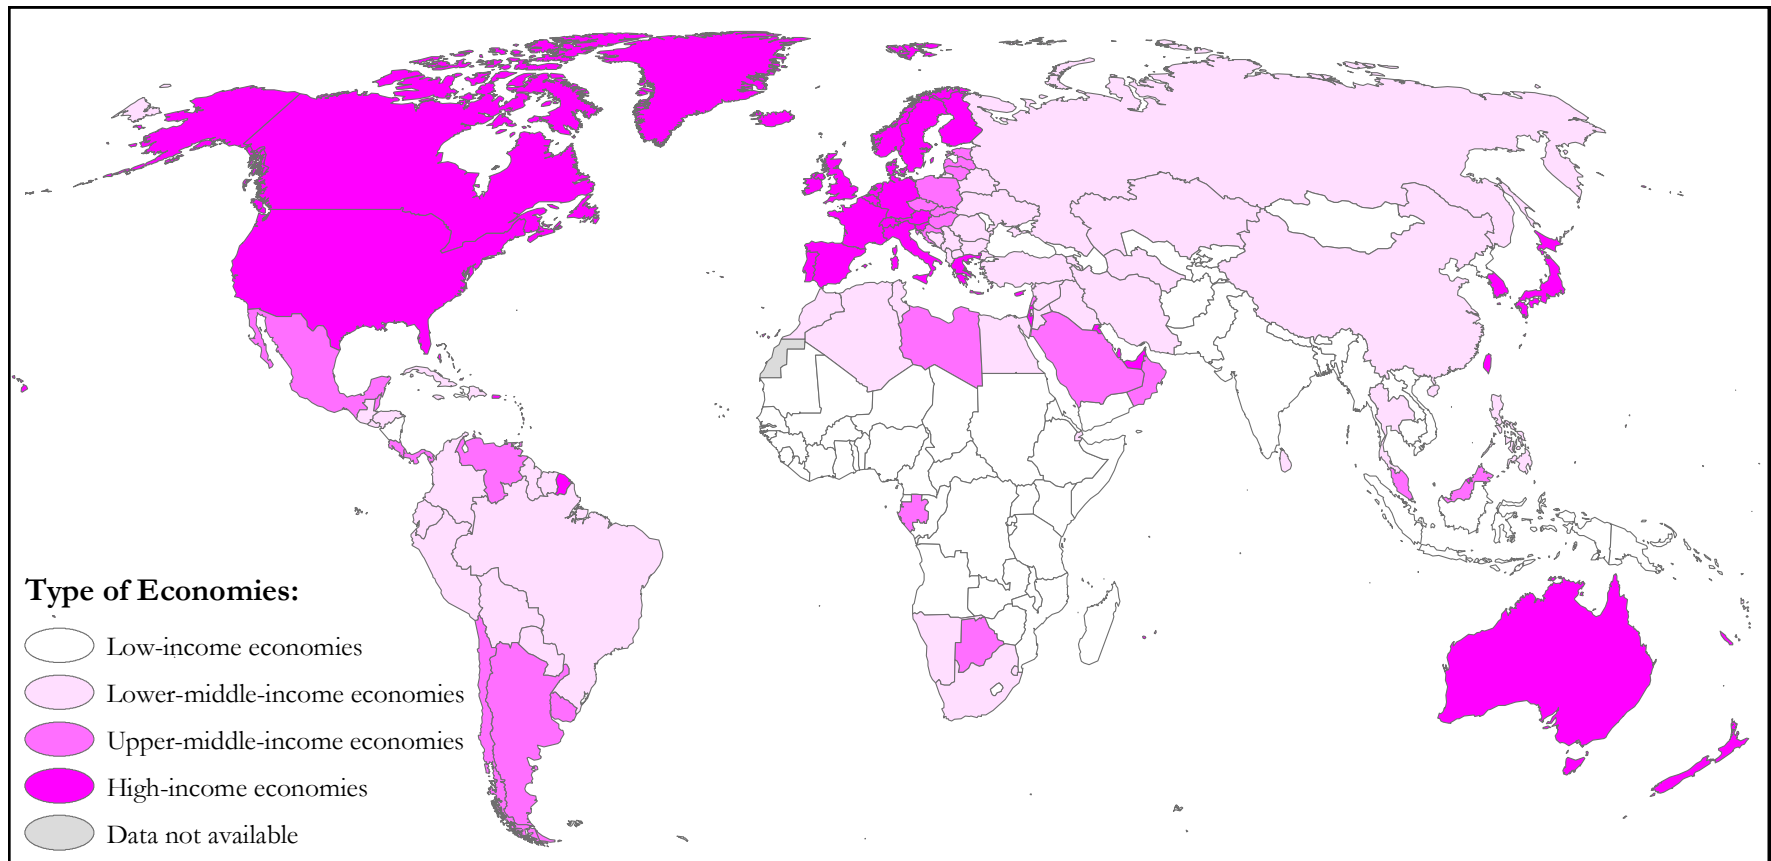 Type of Economies:
Low-income economies
Lower-middle-income economies
Upper-middle-income economies
High-income economies
Data not available